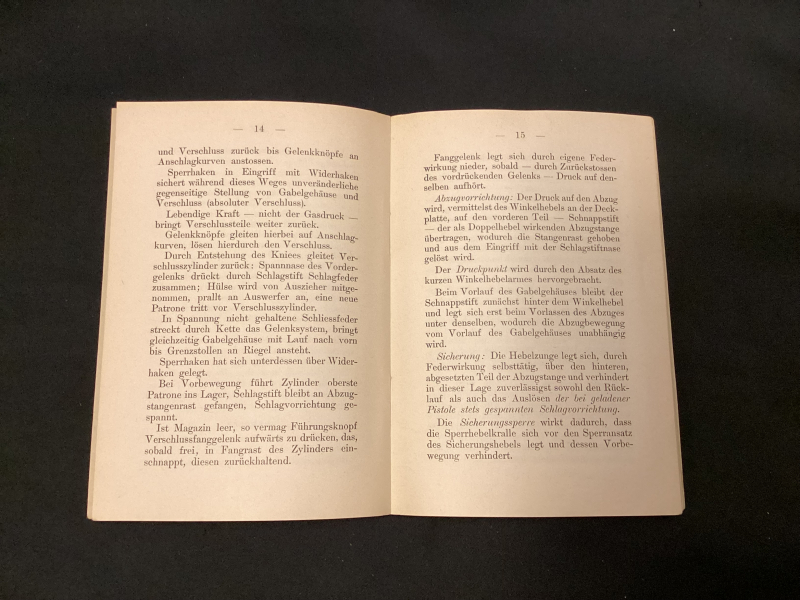 — 14 —
und Verschluss zurück bis Gelenkknöpfe an
Anschlagkurven anstossen.
Sperrhaken in Eingriff mit Widerhaken
sichert während dieses Weges unveränderliche
gegenseitige Stellung von Gabelgehäuse und
Verschluss (absoluter Verschluss).
Lebendige Kraft — nicht der Gasdruck —
bringt Verschlussteile weiter zurück.
Gelenkknöpfe gleiten hierbei auf Anschlag-
kurven, lösen hierdurch den Verschluss.
Durch Entstehung des Kniees gleitet Ver-
schlusszylinder zurück: Spannnase des Vorder-
gelenks drückt durch Schlagstift Schlagfeder
zusammen; Hülse wird von Auszieher mitge-
nommen, prallt an Auswerfer an, eine neue
Patrone tritt vor Verschlusszylinder.
In Spannung nicht gehaltene Schliessfeder
streckt durch Kette das Gelenksystem, bringt
gleichzeitig Gabelgehäuse mit Lauf nach vorn
bis Grenzstollen an Riegel ansteht.
Sperrhaken hat sich unterdessen über Wider-
haken gelegt.
Bei Vorbewegung führt Zylinder oberste
Patrone ins Lager, Schlagstift bleibt an Abzug-
stangenrast gefangen, Schlagvorrichtung ge-
spannt.
Ist Magazin leer, so vermag Führungsknopf
Verschlussfanggelenk aufwärts zu drücken, das,
sobald frei, in Fangrast des Zylinders ein-
schnappt, diesen zurückhaltend.
— 15 —
Fanggelenk legt sich durch eigene Feder-
wirkung nieder, sobald — durch Zurückstossen
des vordrückenden Gelenks — Druck auf den-
selben aufhört.
Abzugvorrichtung: Der Druck auf den Abzug
wird, vermittelst des Winkelhebels an der Deck-
platte, auf den vorderen Teil — Schnappstift
— der als Doppelhebel wirkenden Abzugstange
übertragen, wodurch die Stangenrast gehoben
und aus dem Eingriff mit der Schlagstiftnase
gelöst wird.
Der Druckpunkt wird durch den Absatz des
kurzen Winkelhebelarmes hervorgebracht.
Beim Vorlauf des Gabelgehäuses bleibt der
Schnappstift zunächst hinter dem Winkelhebel
und legt sich erst beim Vorlassen des Abzuges
unter denselben, wodurch die Abzugbewegung
vom Vorlauf des Gabelgehäuses unabhängig
wird.
Sicherung: Die Hebelzunge legt sich, durch
Federwirkung selbsttätig, über den hinteren,
abgesetzten Teil der Abzugstange und verhindert
in dieser Lage zuverlässigst sowohl den Rück-
lauf als auch das Auslösen der bei geladener
Pistole stets gespannten Schlagvorrichtung.
Die Sicherungssperre wirkt dadurch, dass
die Sperrhebelkralle sich vor den Sperransatz
des Sicherungshebels legt und dessen Vorbe-
wegung verhindert.